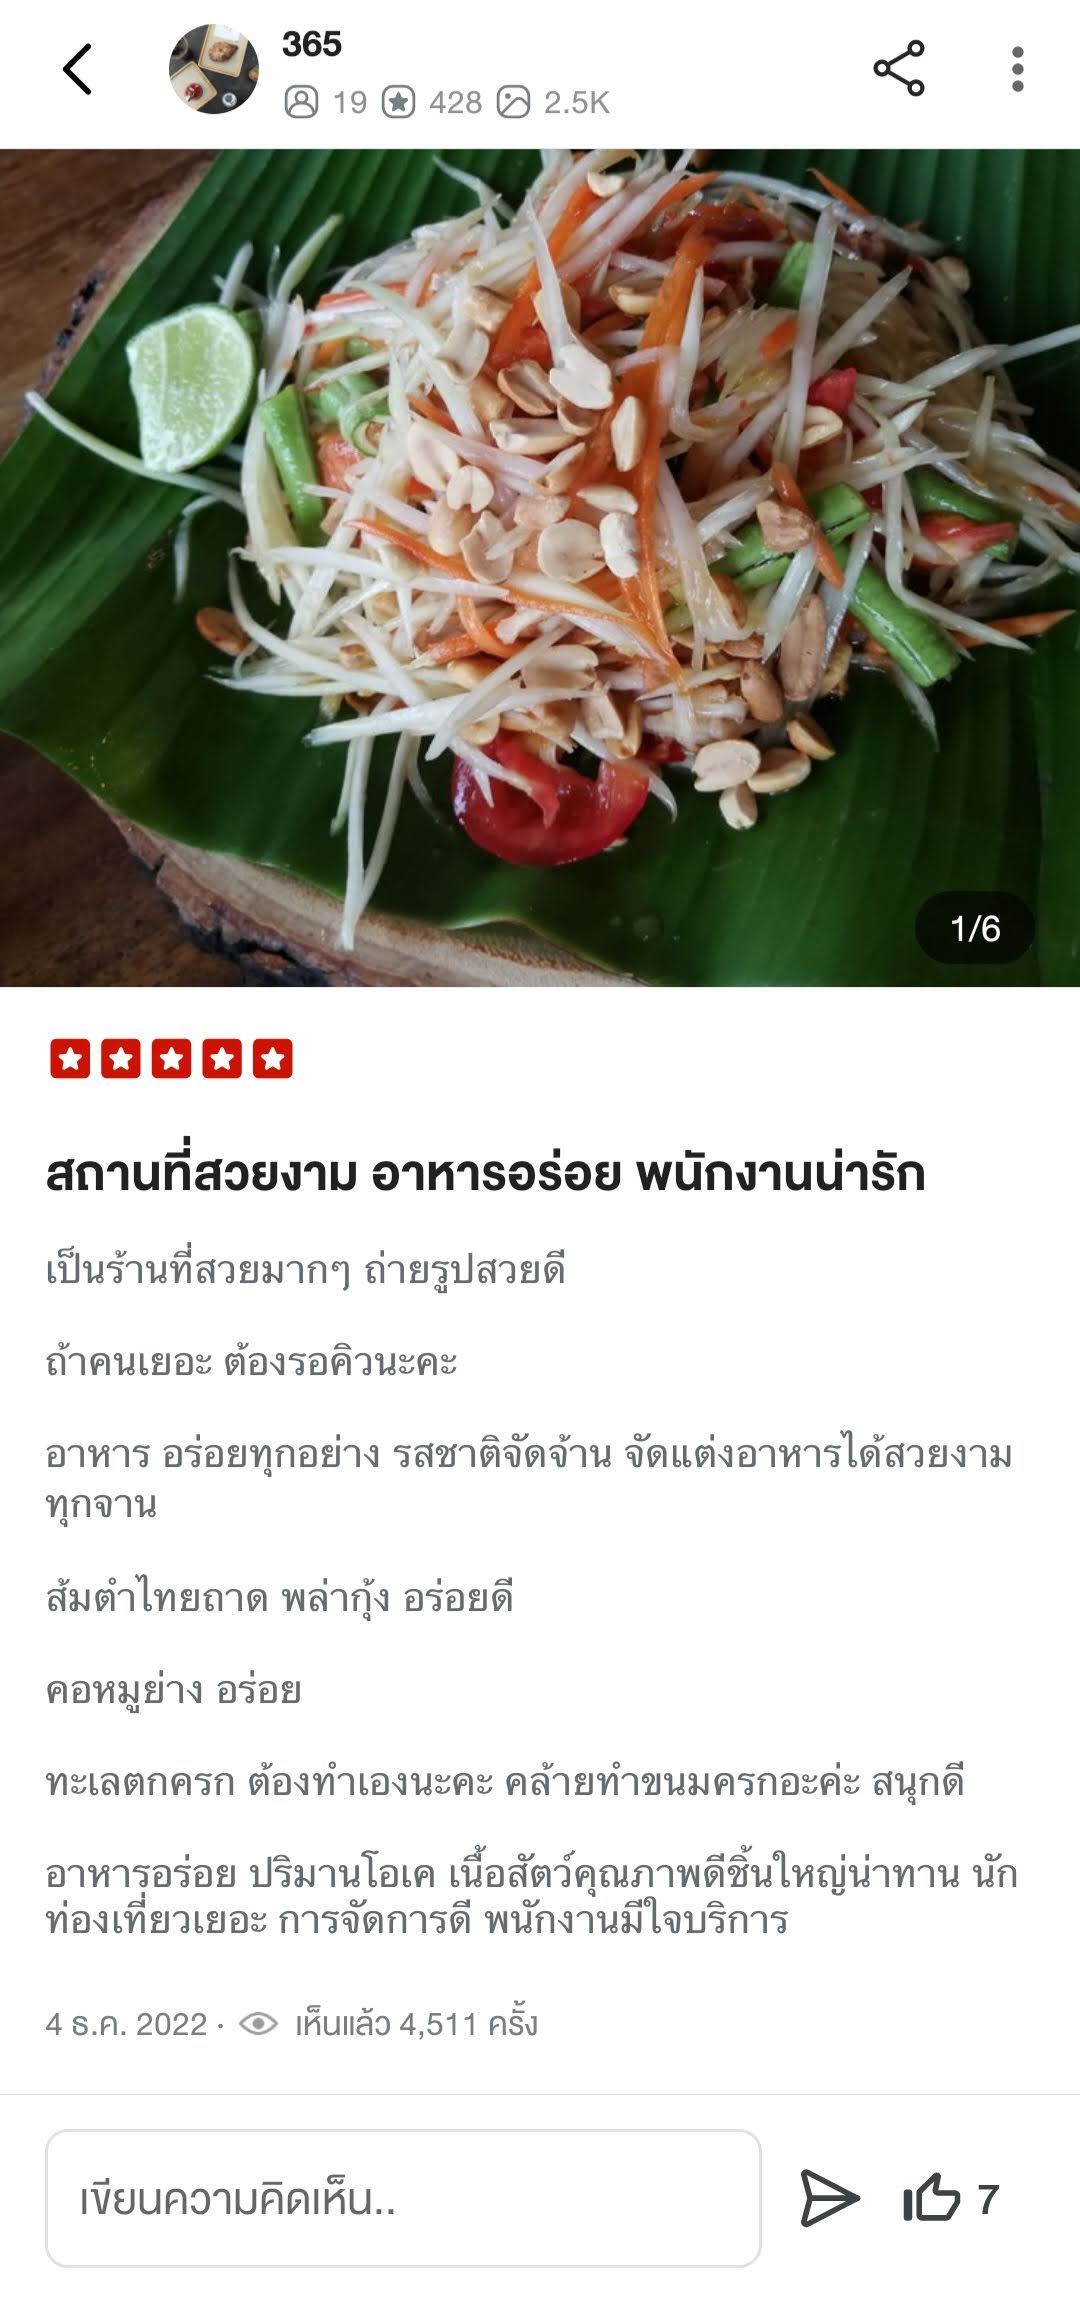 365
19 428 2.5K
1/6
สถานที่สวยงาม อาหารอร่อย พนักงานน่ารัก
เป็นร้านที่สวยมากๆ ถ่ายรูปสวยดี
ถ้าคนเยอะ ต้องรอคิวนะคะ
อาหาร อร่อยทุกอย่าง รสชาติจัดจ้าน จัดแต่งอาหารได้สวยงาม
ทุกจาน
ส้มตำไทยถาด พล่ากุ้ง อร่อยดี
คอหมูย่าง อร่อย
ทะเลตกครก ต้องทำเองนะคะ คล้ายทำขนมครกอะค่ะ สนุกดี
อาหารอร่อย ปริมานโอเค เนื้อสัตว์คุณภาพดีชิ้นใหญ่น่าทาน นัก
ท่องเที่ยวเยอะ การจัดการดี พนักงานมีใจบริการ
4 ธ.ค. 2022 · เห็นแล้ว 4,511 ครั้ง
เขียนความคิดเห็น..
7